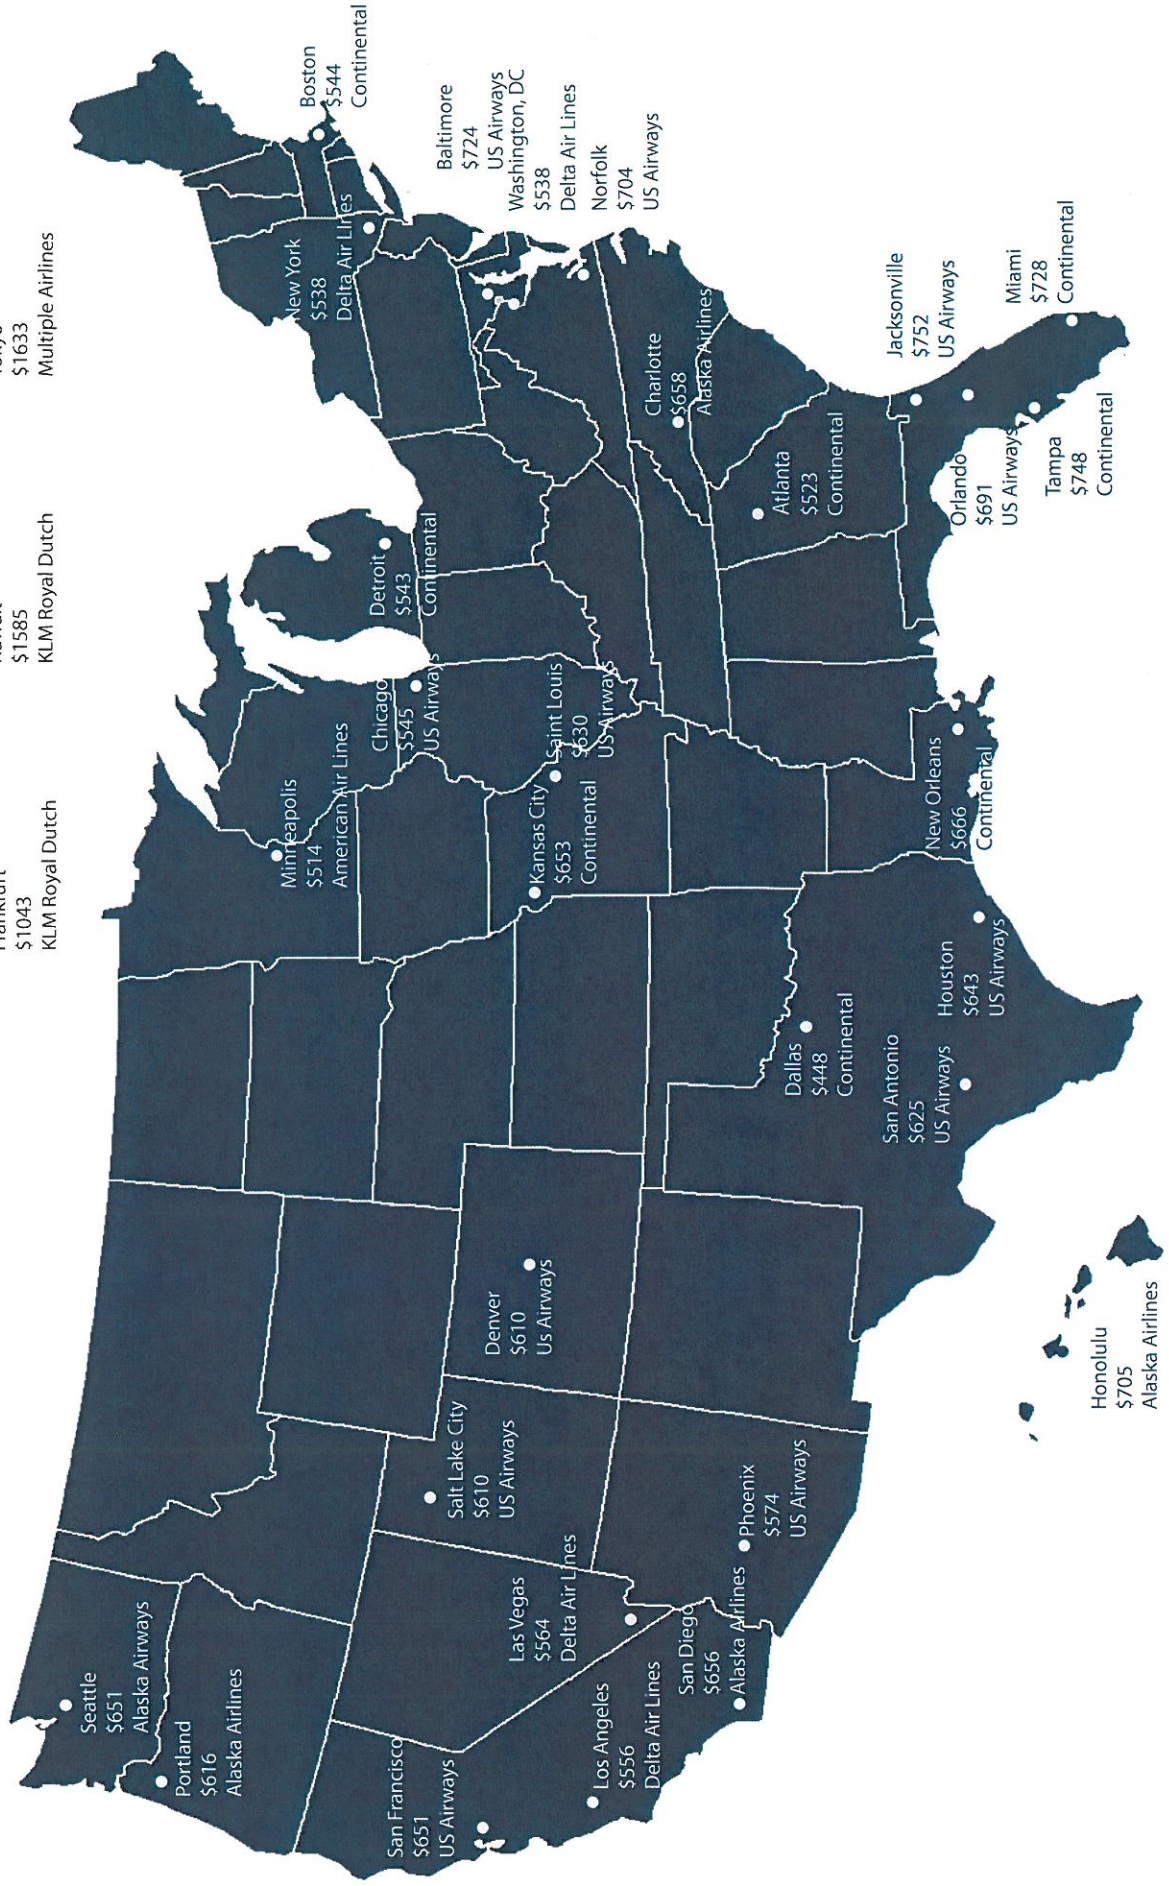 Frankfurt
$1043
KLM Royal Dutch
$1585
KLM Royal Dutch
$1633
Multiple Airlines
Seattle
$651
Alaska Airways
Portland
$616
Alaska Airlines
San Francisco
$651
US Airways
Los Angeles
$556
Delta Air Lines
San Diego
$656
Alaska Airlines
Las Vegas
$564
Delta Air Lines
Phoenix
$574
US Airways
Salt Lake City
$610
US Airways
Denver
$610
Us Airways
Minneapolis
$514
American Air Lines
Kansas City
$653
Continental
Saint Louis
$630
US Airways
Chicago
$545
US Airways
Detroit
$543
Continental
Dallas
$448
Continental
San Antonio
$625
US Airways
Houston
$643
US Airways
New Orleans
$666
Continental
Atlanta
$523
Continental
Charlotte
$658
Alaska Airlines
New York
$538
Delta Air LInes
Boston
$544
Continental
Baltimore
$724
US Airways
Washington, DC
$538
Delta Air Lines
Norfolk
$704
US Airways
Jacksonville
$752
US Airways
Orlando
$691
US Airways
Tampa
$748
Continental
Miami
$728
Continental
Honolulu
$705
Alaska Airlines